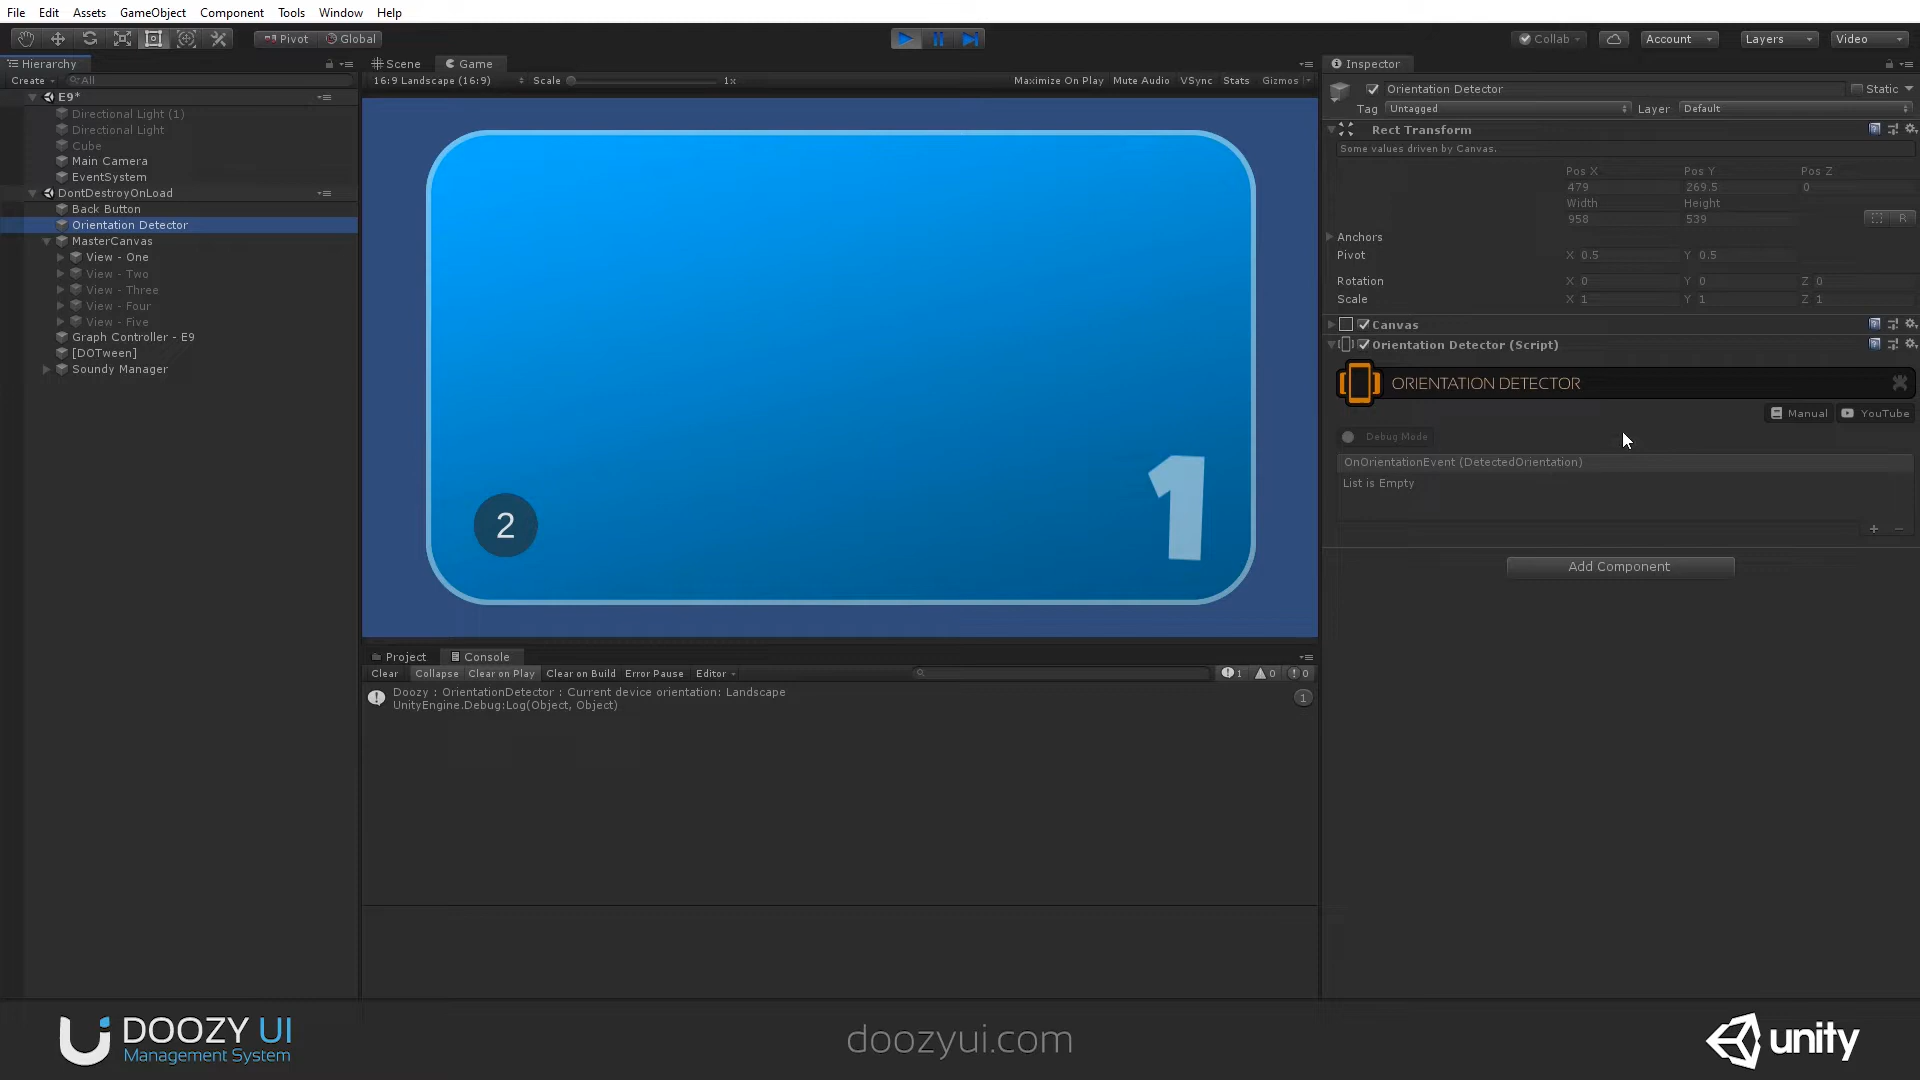 File Edit Assets GameObject Component Tools Window Help
Pivot Global
Collab Account Layers Video
Hierarchy
Create All
E9*
Directional Light (1)
Directional Light
Cube
Main Camera
EventSystem
DontDestroyOnLoad
Back Button
Orientation Detector
MasterCanvas
View - One
View - Two
View - Three
View - Four
View - Five
Graph Controller - E9
[DOTween]
Soundy Manager
Scene Game
16:9 Landscape (16:9) Scale 1x Maximize On Play Mute Audio VSync Stats Gizmos
2
1
Project Console
Clear Collapse Clear on Play Clear on Build Error Pause Editor 1 0 0
Doozy : OrientationDetector : Current device orientation: Landscape
UnityEngine.Debug:Log(Object, Object)
1
Inspector
Orientation Detector Static
Tag Untagged Layer Default
Rect Transform
Some values driven by Canvas.
Pos X Pos Y Pos Z
479 269.5 0
Width Height
958 539
R
Anchors
Pivot X 0.5 Y 0.5
Rotation X 0 Y 0 Z 0
Scale X 1 Y 1 Z 1
Canvas
Orientation Detector (Script)
ORIENTATION DETECTOR
Manual YouTube
Debug Mode
OnOrientationEvent (DetectedOrientation)
List is Empty
+ −
Add Component
DOOZY UI
Management System
doozyui.com
unity